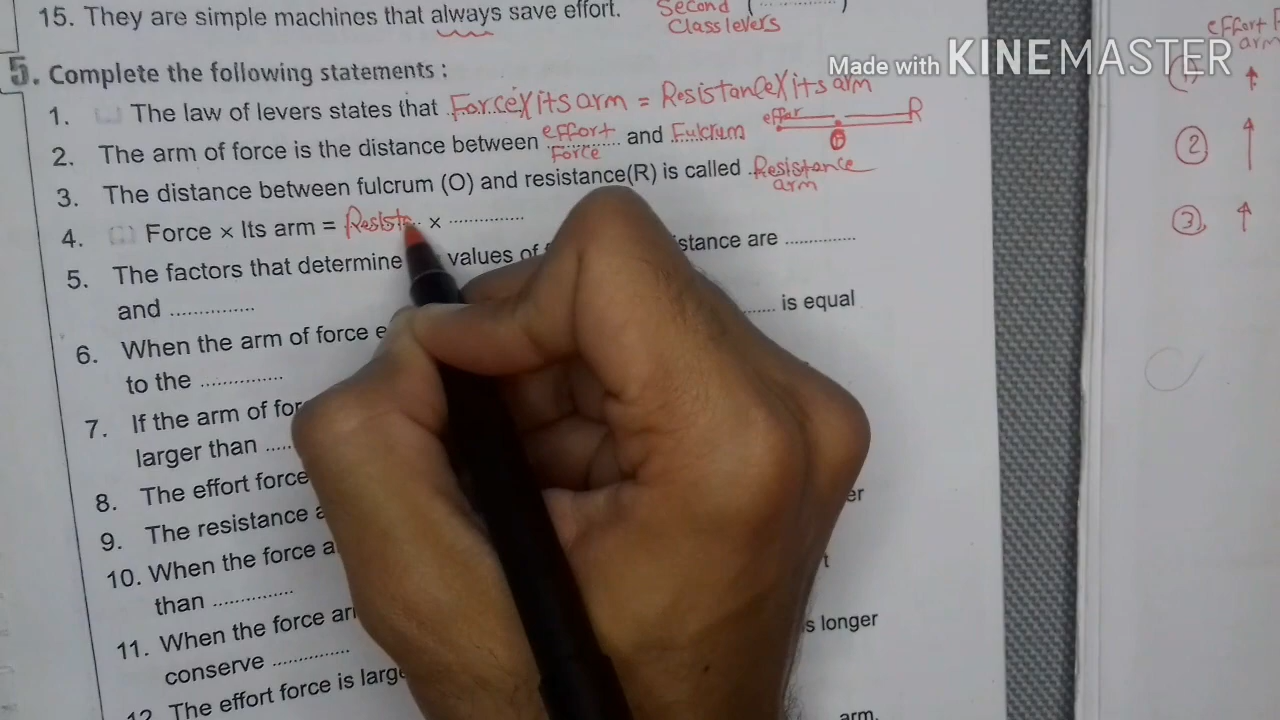 15. They are simple machines that always save effort. Second (..............)
Class levers
5. Complete the following statements :
Made with KINEMASTER
1. The law of levers states that Force X its arm = Resistance X its arm
2. The arm of force is the distance between effort and Fulcrum
Force
R
3. The distance between fulcrum (O) and resistance(R) is called Resistance
arm
4. Force × Its arm = Resist... × ..............
5. The factors that determine values of stance are ..............
and ..............
6. When the arm of force is equal
to the ..............
7. If the arm of
larger than .....
8. The effort force
9. The resistance
er
10. When the force
than ..............
11. When the force longer
conserve ..............
12. The effort force is
arm.
effort
arm
1
2
3